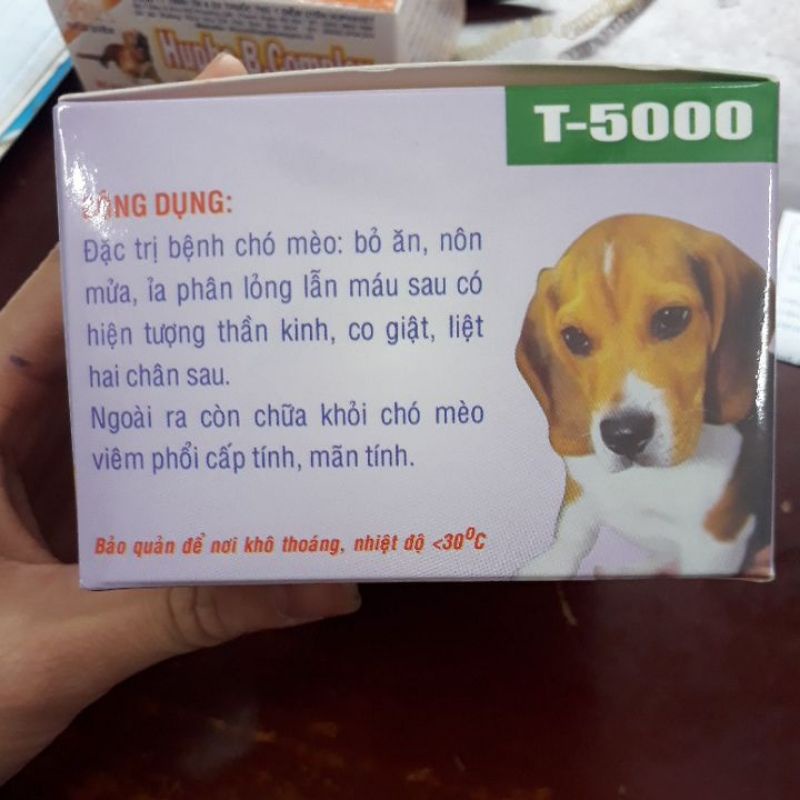 T-5000
CÔNG DỤNG:
Đặc trị bệnh chó mèo: bỏ ăn, nôn
mửa, ỉa phân lỏng lẫn máu sau có
hiện tượng thần kinh, co giật, liệt
hai chân sau.
Ngoài ra còn chữa khỏi chó mèo
viêm phổi cấp tính, mãn tính.
Bảo quản để nơi khô thoáng, nhiệt độ <30⁰C